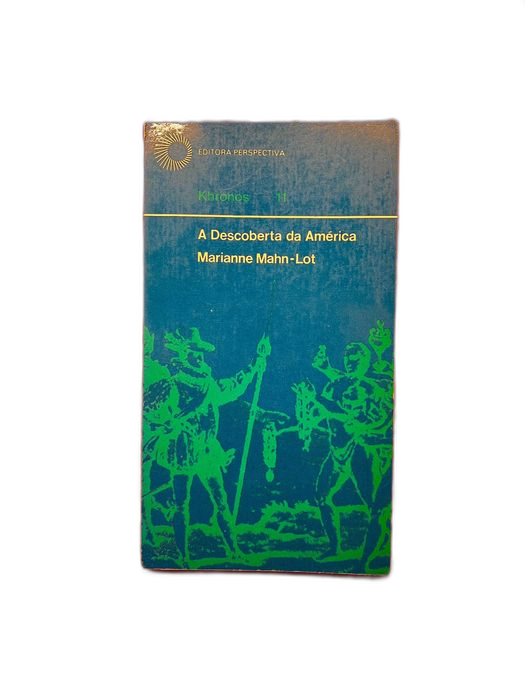 EDITORA PERSPECTIVA
Khronos 11
A Descoberta da América
Marianne Mahn-Lot